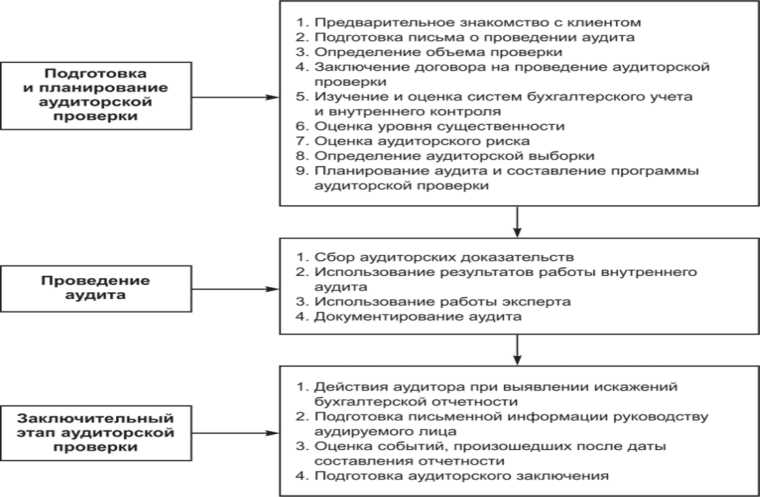 Подготовка
и планирование
аудиторской
проверки
1. Предварительное знакомство с клиентом
2. Подготовка письма о проведении аудита
3. Определение объема проверки
4. Заключение договора на проведение аудиторской
проверки
5. Изучение и оценка систем бухгалтерского учета
и внутреннего контроля
6. Оценка уровня существенности
7. Оценка аудиторского риска
8. Определение аудиторской выборки
9. Планирование аудита и составление программы
аудиторской проверки
Проведение
аудита
1. Сбор аудиторских доказательств
2. Использование результатов работы внутреннего
аудита
3. Использование работы эксперта
4. Документирование аудита
Заключительный
этап аудиторской
проверки
1. Действия аудитора при выявлении искажений
бухгалтерской отчетности
2. Подготовка письменной информации руководству
аудируемого лица
3. Оценка событий, произошедших после даты
составления отчетности
4. Подготовка аудиторского заключения